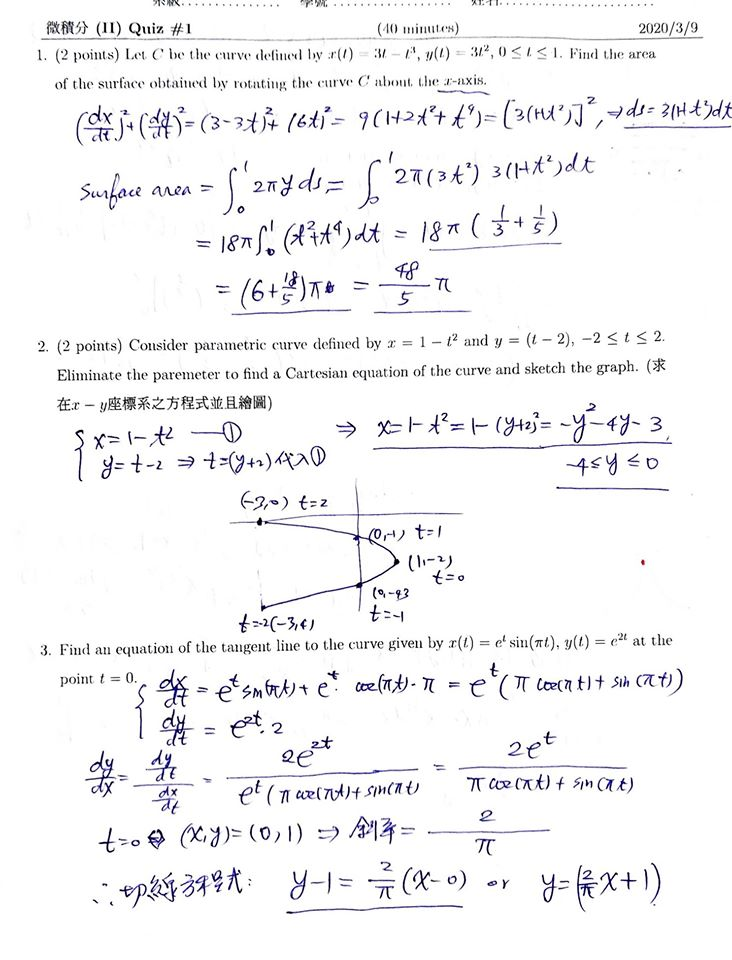 微積分 (II) Quiz #1 (40 minutes) 2020/3/9
1. (2 points) Let C be the curve defined by x(t) = 3t − t³, y(t) = 3t², 0 ≤ t ≤ 1. Find the area
of the surface obtained by rotating the curve C about the x-axis.
(dx/dt)² + (dy/dt)² = (3-3t²)² + (6t)² = 9(1+2t²+t⁴) = [3(1+t²)]², ⇒ ds = 3(1+t²)dt
Surface area = ∫₀¹ 2πy ds = ∫₀¹ 2π(3t²) 3(1+t²)dt
= 18π∫₀¹ (t²+t⁴)dt = 18π (1/3 + 1/5)
= (6+18/5)π = 48/5 π
2. (2 points) Consider parametric curve defined by x = 1 − t² and y = (t − 2), −2 ≤ t ≤ 2.
Eliminate the paremeter to find a Cartesian equation of the curve and sketch the graph. (求
在x − y座標系之方程式並且繪圖)
x=1-t² —① ⇒ x=1-t²=1-(y+2)²=-y²-4y-3
y=t-2 ⇒ t=(y+2)代入① -4≤y≤0
(-3,0) t=2
(0,-1) t=1
(1,-2)
t=0
t=-1
t=-2(-3,4)
3. Find an equation of the tangent line to the curve given by x(t) = eᵗ sin(πt), y(t) = e²ᵗ at the
point t = 0.
dx/dt = eᵗ sin(πt) + eᵗ · cos(πt)·π = eᵗ(π cos(πt) + sin(πt))
dy/dt = e²ᵗ·2
dy/dx = (dy/dt)/(dx/dt) = 2e²ᵗ/(eᵗ(π cos(πt)+sin(πt)) = 2eᵗ/(π cos(πt) + sin(πt))
t=0 ⇔ (x,y)=(0,1) ⇒ 斜率= 2/π
∴切線方程式: y-1 = 2/π (x-0) or y=(2/π x+1)